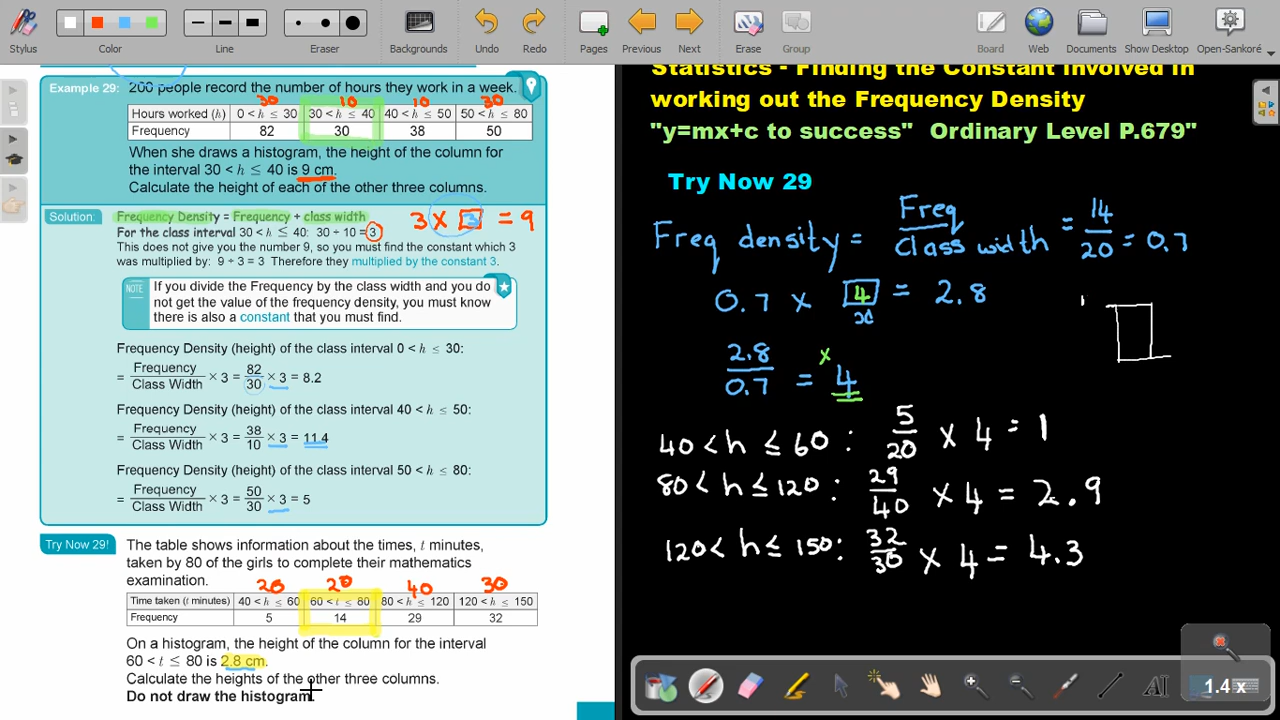 Stylus
Color
Line
Eraser
Backgrounds
Undo
Redo
Pages
Previous
Next
Erase
Group
Board
Web
Documents
Show Desktop
Open-Sankoré
Example 29:
200 people record the number of hours they work in a week.
30 10 10 30
Hours worked (h) 0 < h ≤ 30 30 < h ≤ 40 40 < h ≤ 50 50 < h ≤ 80
Frequency 82 30 38 50
When she draws a histogram, the height of the column for
the interval 30 < h ≤ 40 is 9 cm.
Calculate the height of each of the other three columns.
Solution:
Frequency Density = Frequency ÷ class width
3 X 3 = 9
For the class interval 30 < h ≤ 40: 30 ÷ 10 = 3
This does not give you the number 9, so you must find the constant which 3
was multiplied by: 9 ÷ 3 = 3 Therefore they multiplied by the constant 3.
NOTE
If you divide the Frequency by the class width and you do
not get the value of the frequency density, you must know
there is also a constant that you must find.
Frequency Density (height) of the class interval 0 < h ≤ 30:
= Frequency / Class Width × 3 = 82/30 × 3 = 8.2
Frequency Density (height) of the class interval 40 < h ≤ 50:
= Frequency / Class Width × 3 = 38/10 × 3 = 11.4
Frequency Density (height) of the class interval 50 < h ≤ 80:
= Frequency / Class Width × 3 = 50/30 × 3 = 5
Try Now 29!
The table shows information about the times, t minutes,
taken by 80 of the girls to complete their mathematics
examination.
20 20 40 30
Time taken (t minutes) 40 < h ≤ 60 60 < t ≤ 80 80 < h ≤ 120 120 < h ≤ 150
Frequency 5 14 29 32
On a histogram, the height of the column for the interval
60 < t ≤ 80 is 2.8 cm.
Calculate the heights of the other three columns.
Do not draw the histogram
Statistics - Finding the Constant involved in
working out the Frequency Density
"y=mx+c to success" Ordinary Level P.679"
Try Now 29
Freq density = Freq / Class width = 14/20 = 0.7
0.7 x 4 = 2.8
x
2.8/0.7 = x4
40 < h ≤ 60 : 5/20 x 4 = 1
80 < h ≤ 120 : 29/40 x 4 = 2.9
120 < h ≤ 150 : 32/30 x 4 = 4.3
1.4 x